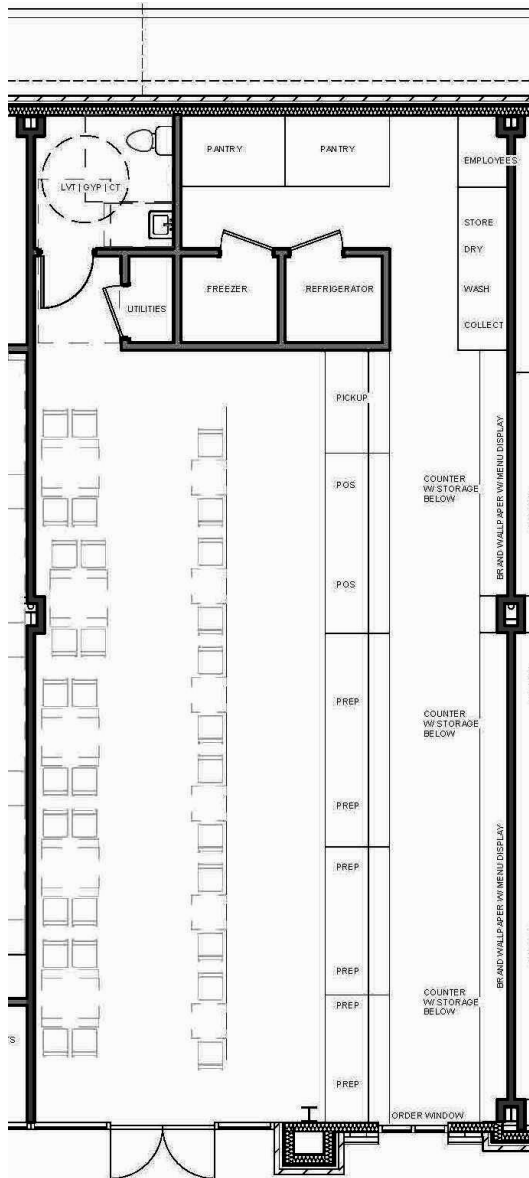 PANTRY
PANTRY
EMPLOYEES
LVT | GYP | CT
STORE
DRY
WASH
COLLECT
UTILITIES
FREEZER
REFRIGERATOR
PICKUP
POS
COUNTER
W/ STORAGE
BELOW
BRAND WALLPAPER W/ MENU DISPLAY
POS
PREP
COUNTER
W/ STORAGE
BELOW
PREP
PREP
BRAND WALLPAPER W/ MENU DISPLAY
PREP
COUNTER
W/ STORAGE
BELOW
PREP
PREP
ORDER WINDOW